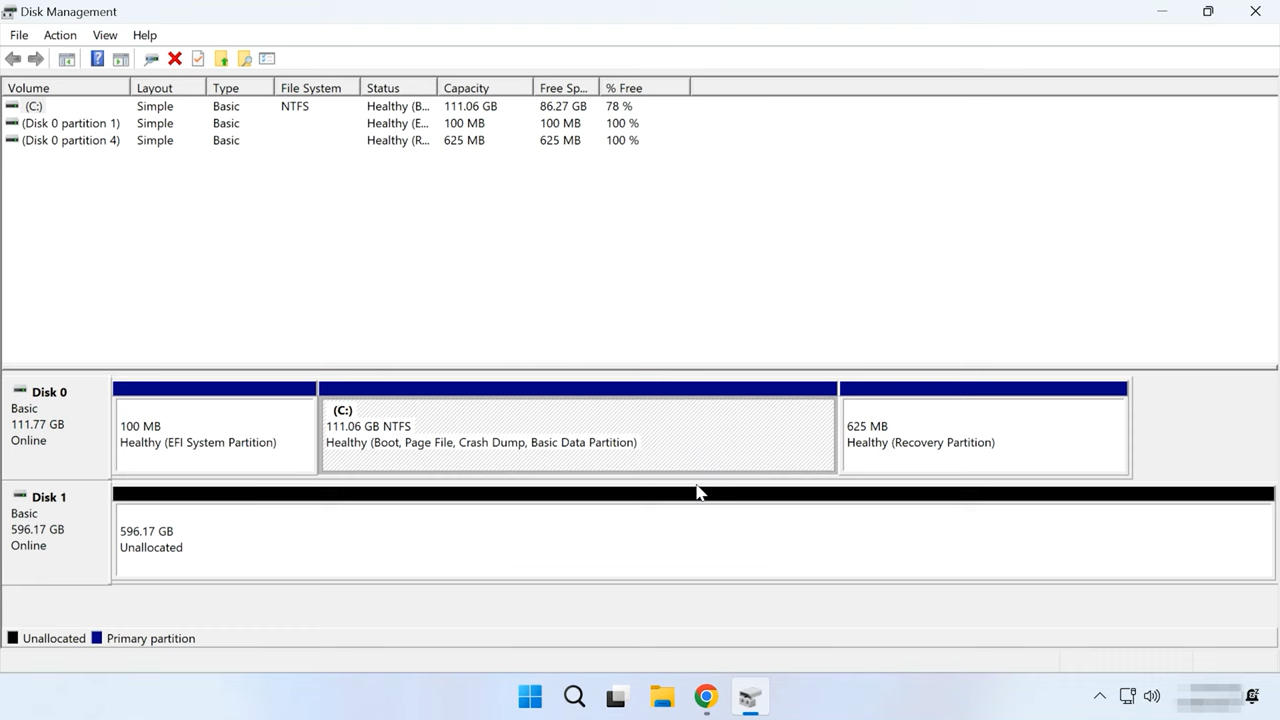 Disk Management
File Action View Help
Volume Layout Type File System Status Capacity Free Sp... % Free
(C:) Simple Basic NTFS Healthy (B... 111.06 GB 86.27 GB 78 %
(Disk 0 partition 1) Simple Basic Healthy (E... 100 MB 100 MB 100 %
(Disk 0 partition 4) Simple Basic Healthy (R... 625 MB 625 MB 100 %
Disk 0
Basic
111.77 GB
Online
100 MB
Healthy (EFI System Partition)
(C:)
111.06 GB NTFS
Healthy (Boot, Page File, Crash Dump, Basic Data Partition)
625 MB
Healthy (Recovery Partition)
Disk 1
Basic
596.17 GB
Online
596.17 GB
Unallocated
Unallocated Primary partition